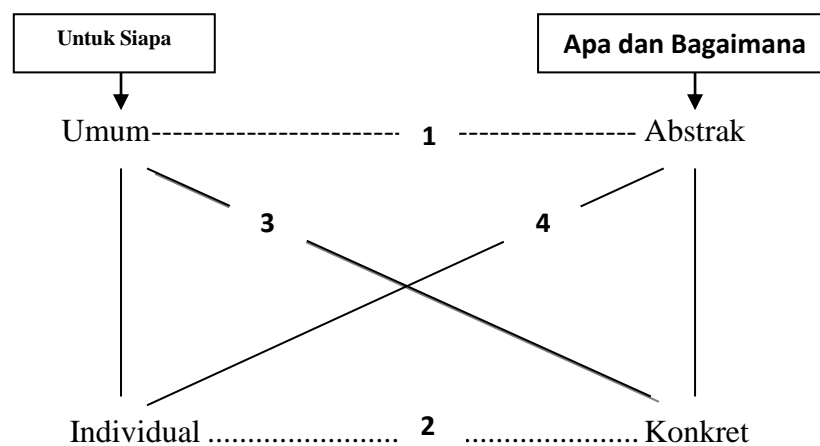 Untuk Siapa
Apa dan Bagaimana
Umum----------------------- 1 -----------------Abstrak
3
4
Individual ........................ 2 ......................Konkret